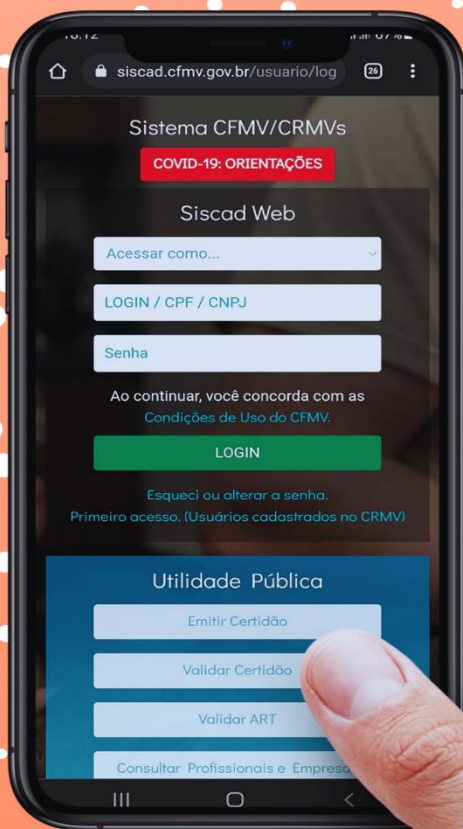 siscad.cfmv.gov.br/usuario/log
26
Sistema CFMV/CRMVs
COVID-19: ORIENTAÇÕES
Siscad Web
Acessar como...
LOGIN / CPF / CNPJ
Senha
Ao continuar, você concorda com as
Condições de Uso do CFMV.
LOGIN
Esqueci ou alterar a senha.
Primeiro acesso. (Usuários cadastrados no CRMV)
Utilidade Pública
Emitir Certidão
Validar Certidão
Validar ART
Consultar Profissionais e